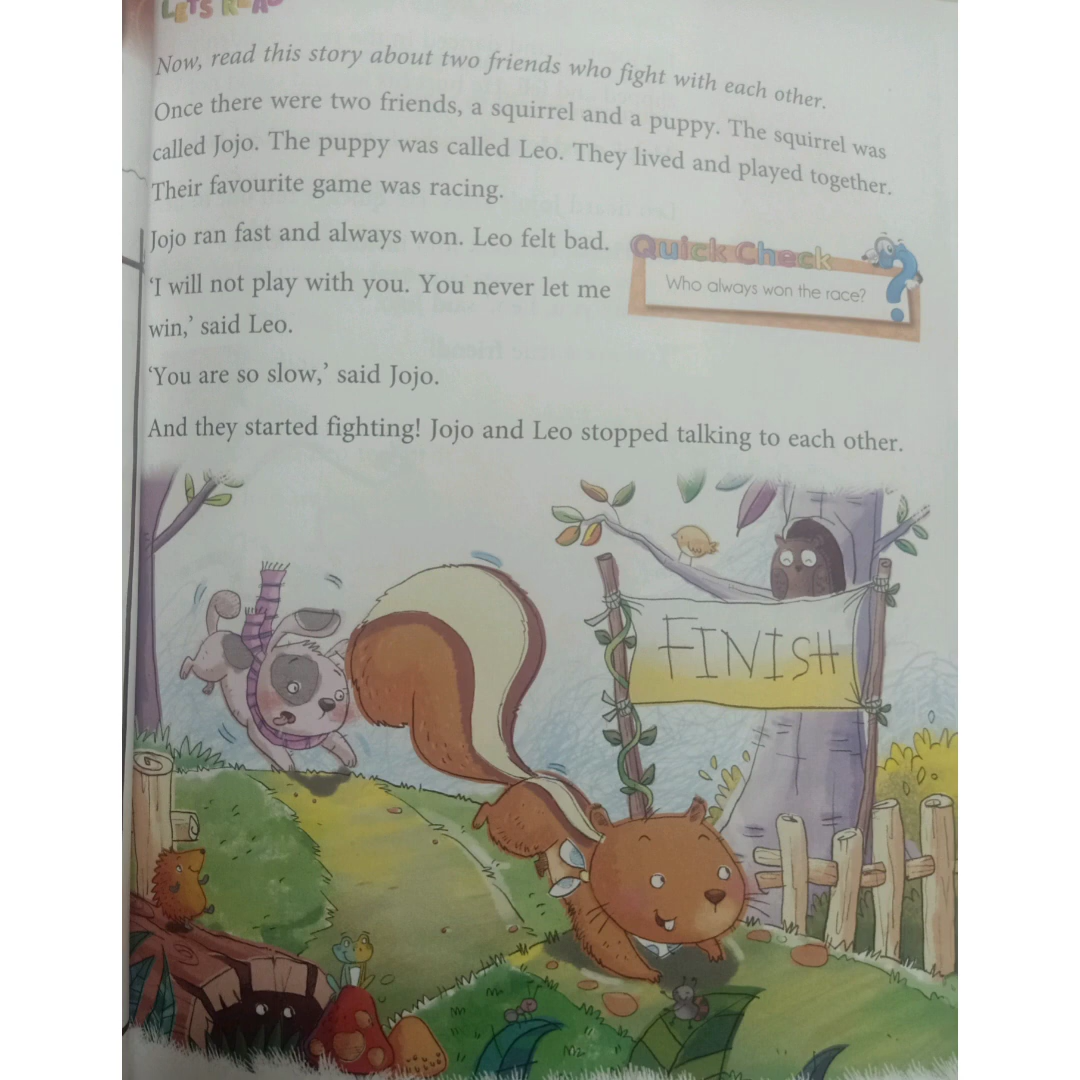 LETS READ
Now, read this story about two friends who fight with each other.
Once there were two friends, a squirrel and a puppy. The squirrel was
called Jojo. The puppy was called Leo. They lived and played together.
Their favourite game was racing.
Jojo ran fast and always won. Leo felt bad.
‘I will not play with you. You never let me
win,’ said Leo.
Quick Check
Who always won the race?
‘You are so slow,’ said Jojo.
And they started fighting! Jojo and Leo stopped talking to each other.
FINISH